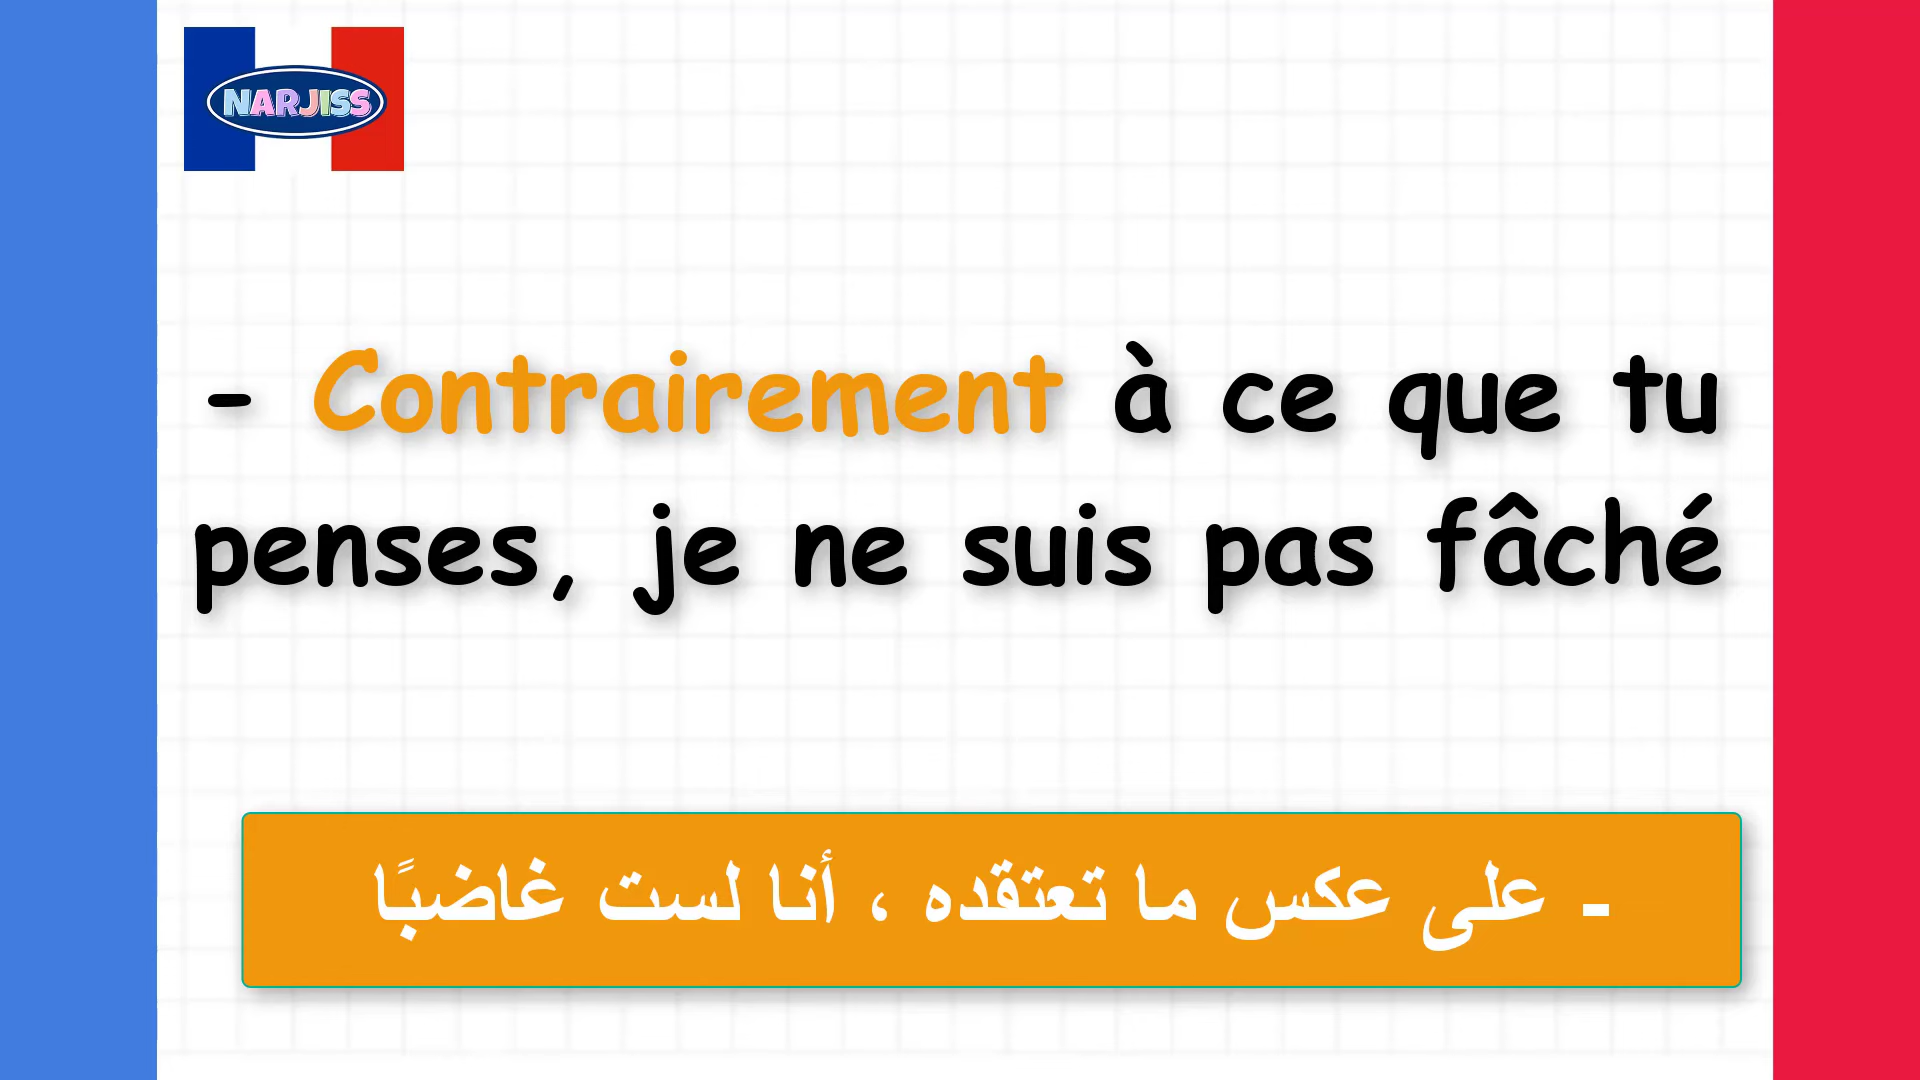 NARJISS
- Contrairement à ce que tu
penses, je ne suis pas fâché
- على عكس ما تعتقده ، أنا لست غاضبًا